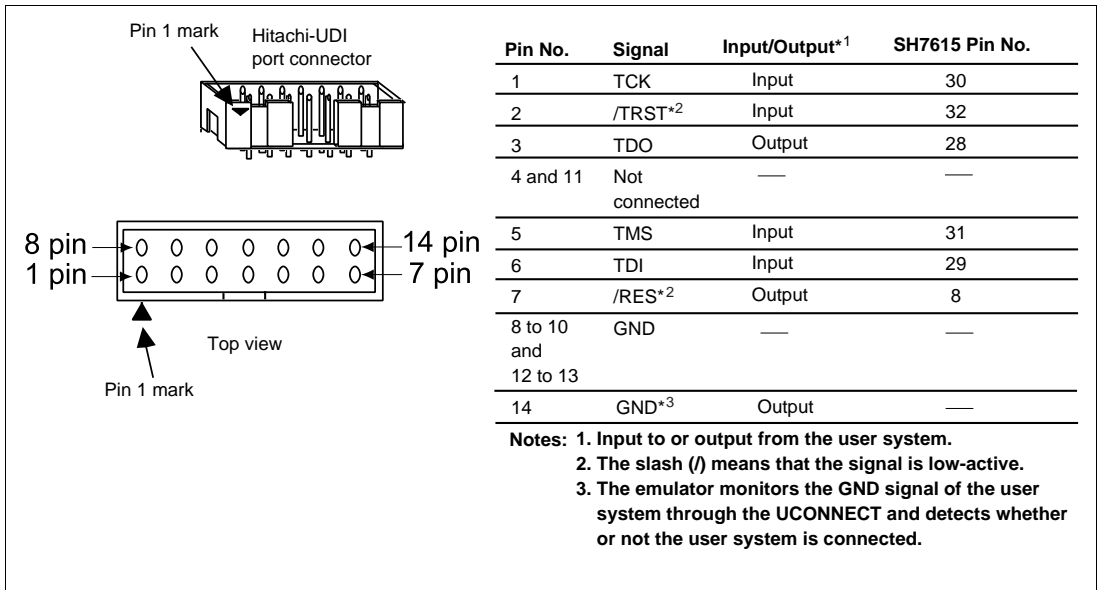 Pin 1 mark
Hitachi-UDI
port connector
8 pin
14 pin
1 pin
7 pin
Top view
Pin 1 mark
Pin No. Signal Input/Output*1 SH7615 Pin No.
1 TCK Input 30
2 /TRST*2 Input 32
3 TDO Output 28
4 and 11 Not — —
connected
5 TMS Input 31
6 TDI Input 29
7 /RES*2 Output 8
8 to 10 GND — —
and
12 to 13
14 GND*3 Output —
Notes: 1. Input to or output from the user system.
2. The slash (/) means that the signal is low-active.
3. The emulator monitors the GND signal of the user
system through the UCONNECT and detects whether
or not the user system is connected.